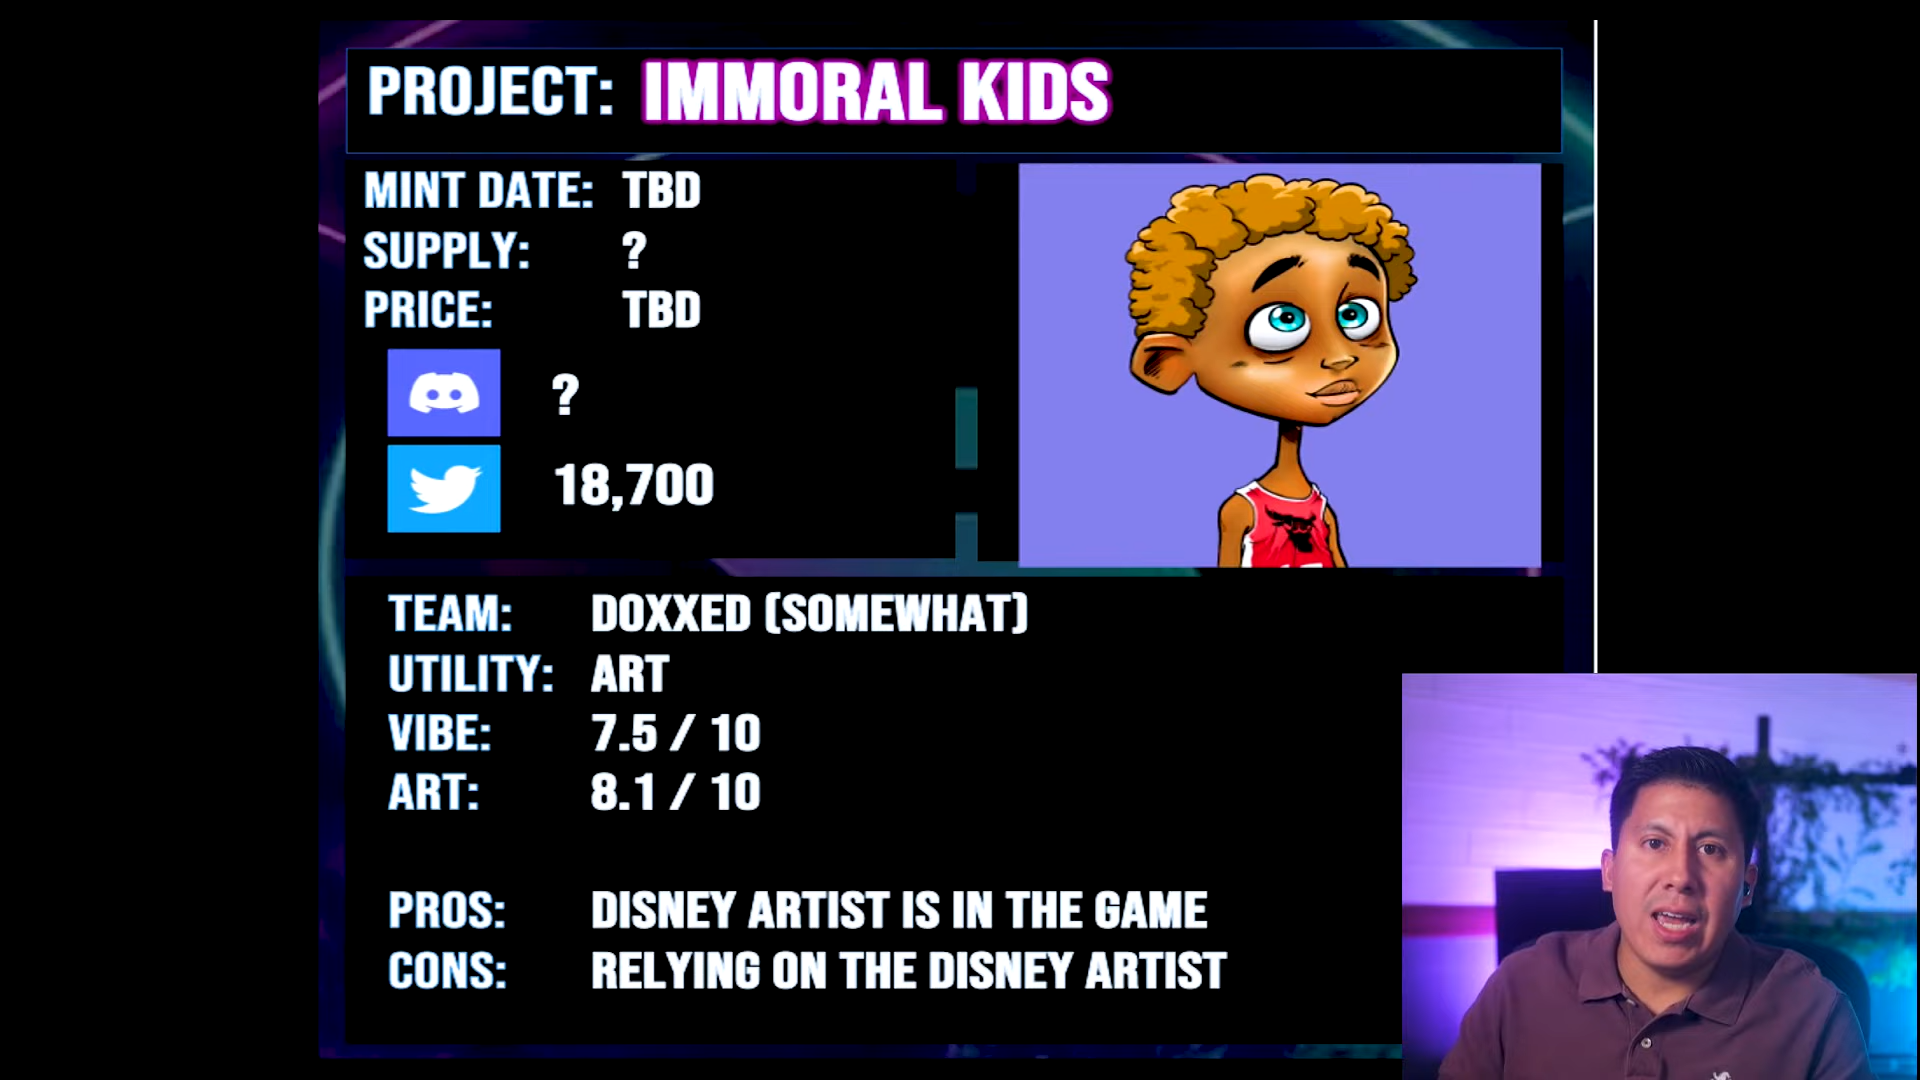 PROJECT: IMMORAL KIDS
MINT DATE: TBD
SUPPLY: ?
PRICE: TBD
?
18,700
TEAM: DOXXED (SOMEWHAT)
UTILITY: ART
VIBE: 7.5 / 10
ART: 8.1 / 10
PROS: DISNEY ARTIST IS IN THE GAME
CONS: RELYING ON THE DISNEY ARTIST